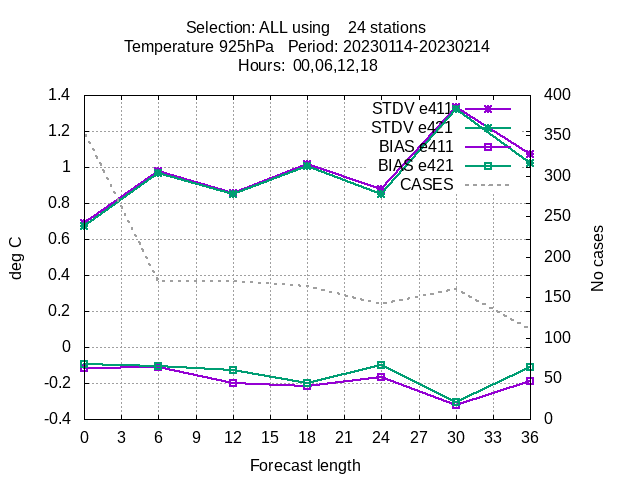 Selection: ALL using    24 stations
Temperature 925hPa   Period: 20230114-20230214
Hours:  00,06,12,18
1.4
1.2
1
0.8
0.6
0.4
0.2
0
-0.2
-0.4
deg C
STDV e411
STDV e421
BIAS e411
BIAS e421
CASES
400
350
300
250
200
150
100
50
0
No cases
0 3 6 9 12 15 18 21 24 27 30 33 36
Forecast length